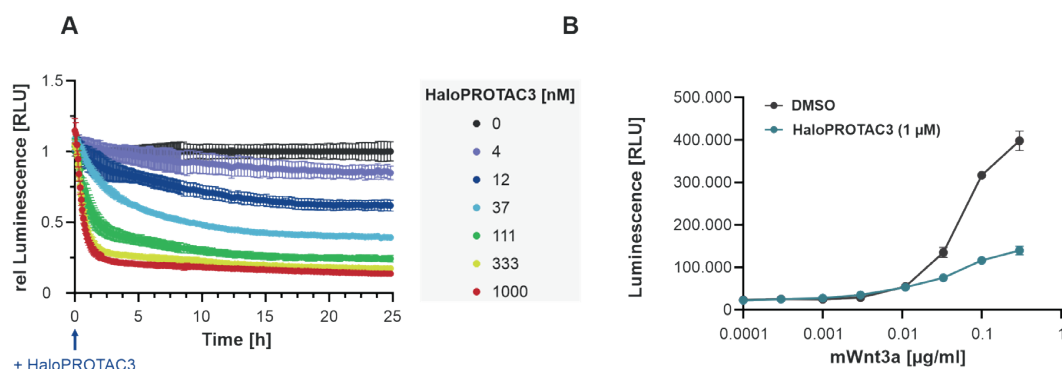 A
rel Luminescence [RLU]
1.5
1
0.5
0
0
5
10
15
20
25
Time [h]
+ HaloPROTAC3
HaloPROTAC3 [nM]
0
4
12
37
111
333
1000
B
Luminescence [RLU]
500.000
400.000
300.000
200.000
100.000
0
0.0001
0.001
0.01
0.1
1
mWnt3a [µg/ml]
DMSO
HaloPROTAC3 (1 µM)